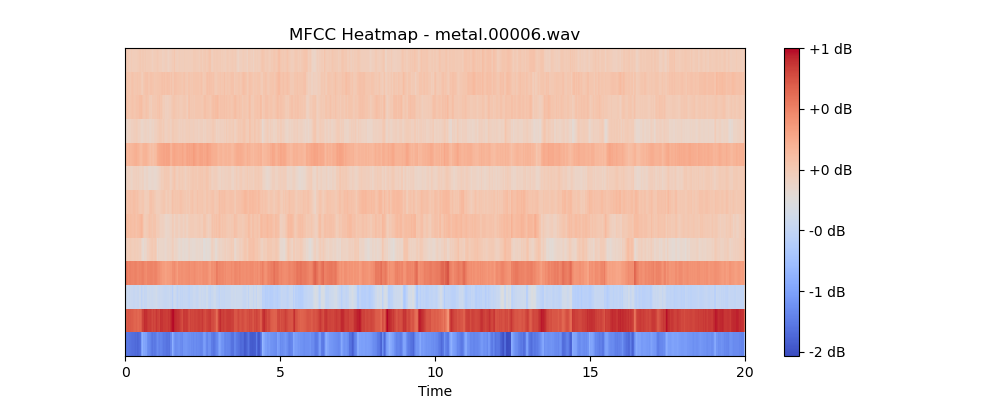 MFCC Heatmap - metal.00006.wav
+1 dB
+0 dB
+0 dB
-0 dB
-1 dB
-2 dB
0 5 10 15 20
Time